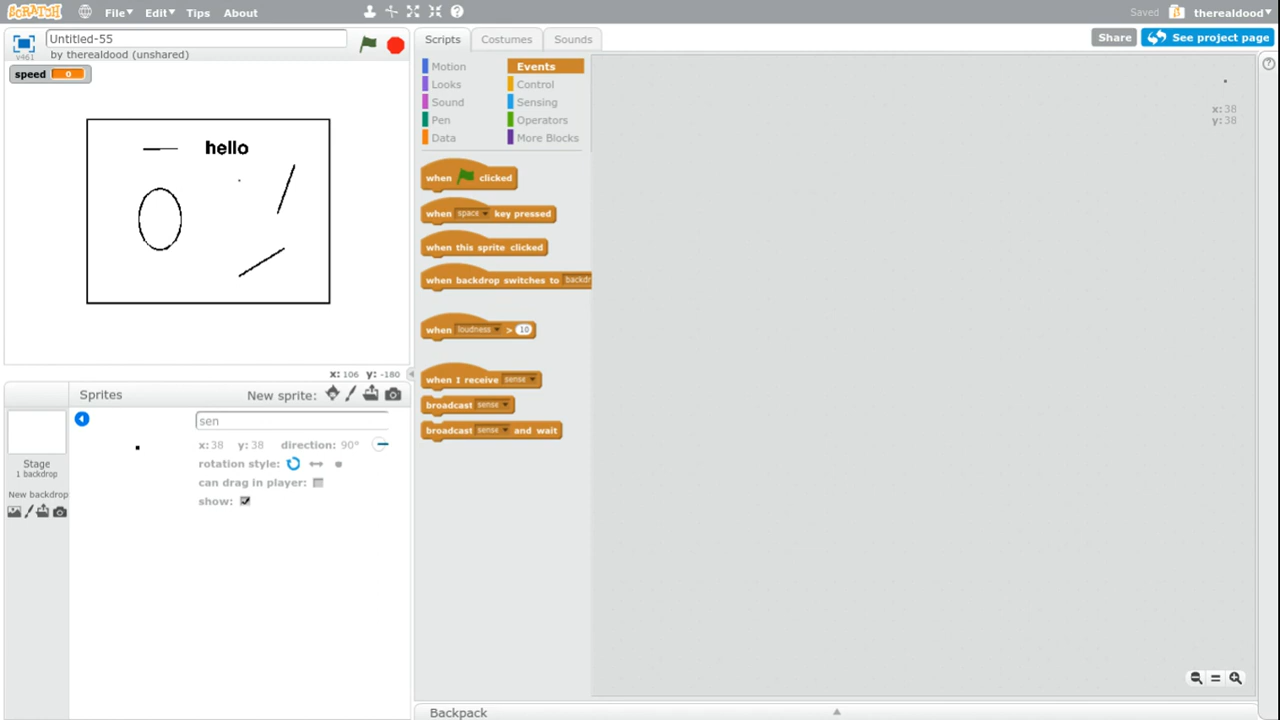 SCRATCH File▾ Edit▾ Tips About Saved therealdood▾
Untitled-55
by therealdood (unshared)
v461
Scripts Costumes Sounds
Share See project page
speed 0
hello
x: 106 y: -180
Motion Events
Looks Control
Sound Sensing
Pen Operators
Data More Blocks
when clicked
when space key pressed
when this sprite clicked
when backdrop switches to backdr
when loudness > 10
when I receive sense
broadcast sense
broadcast sense and wait
x: 38
y: 38
Sprites New sprite:
sen
x: 38 y: 38 direction: 90°
rotation style:
can drag in player:
show:
Stage
1 backdrop
New backdrop
Backpack